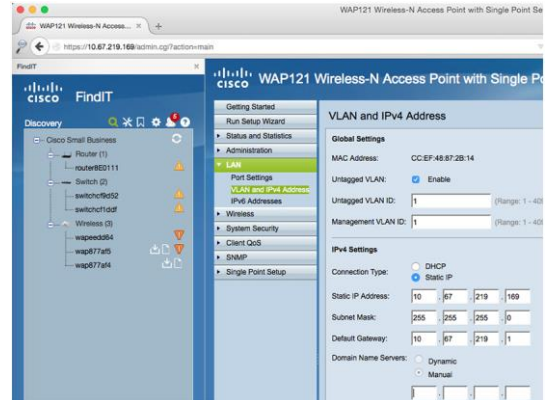 WAP121 Wireless-N Access Point with Single Point Se
WAP121 Wireless-N Access...
https://10.67.219.169/admin.cgi?action=main
FindIT
cisco FindIT
Discovery
Cisco Small Business
Router (1)
router8E0111
Switch (2)
switchcf9d52
switchcf1ddf
Wireless (3)
wapeedd64
wap877af5
wap877af4
cisco WAP121 Wireless-N Access Point with Single Po
Getting Started
Run Setup Wizard
Status and Statistics
Administration
LAN
Port Settings
VLAN and IPv4 Address
IPv6 Addresses
Wireless
System Security
Client QoS
SNMP
Single Point Setup
VLAN and IPv4 Address
Global Settings
MAC Address: CC:EF:48:87:2B:14
Untagged VLAN: Enable
Untagged VLAN ID: 1 (Range: 1 - 409
Management VLAN ID: 1 (Range: 1 - 409
IPv4 Settings
Connection Type: DHCP
Static IP
Static IP Address: 10 . 67 . 219 . 169
Subnet Mask: 255 . 255 . 255 . 0
Default Gateway: 10 . 67 . 219 . 1
Domain Name Servers: Dynamic
Manual